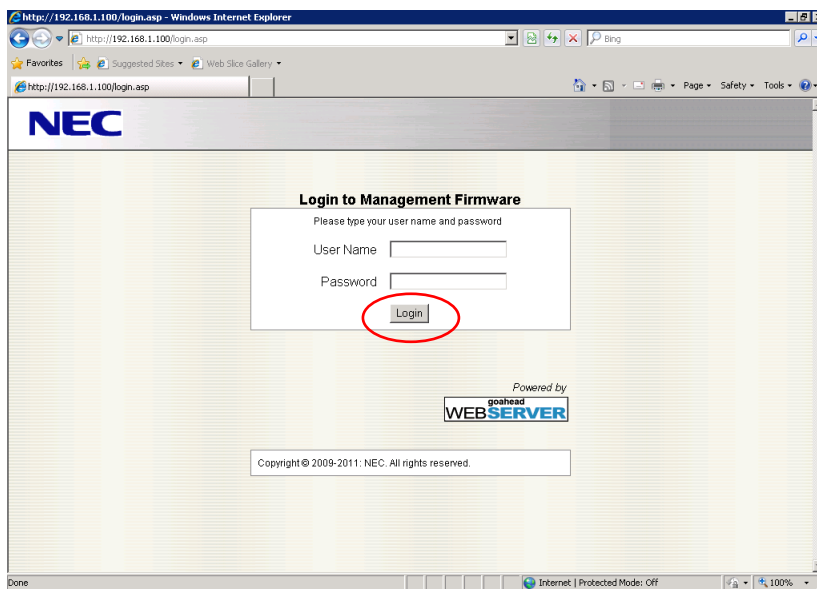 http://192.168.1.100/login.asp - Windows Internet Explorer
http://192.168.1.100/login.asp
Bing
Favorites Suggested Sites Web Slice Gallery
http://192.168.1.100/login.asp
Page Safety Tools
NEC
Login to Management Firmware
Please type your user name and password
User Name
Password
Login
Powered by
goahead
WEBSERVER
Copyright © 2009-2011: NEC. All rights reserved.
Done Internet | Protected Mode: Off 100%